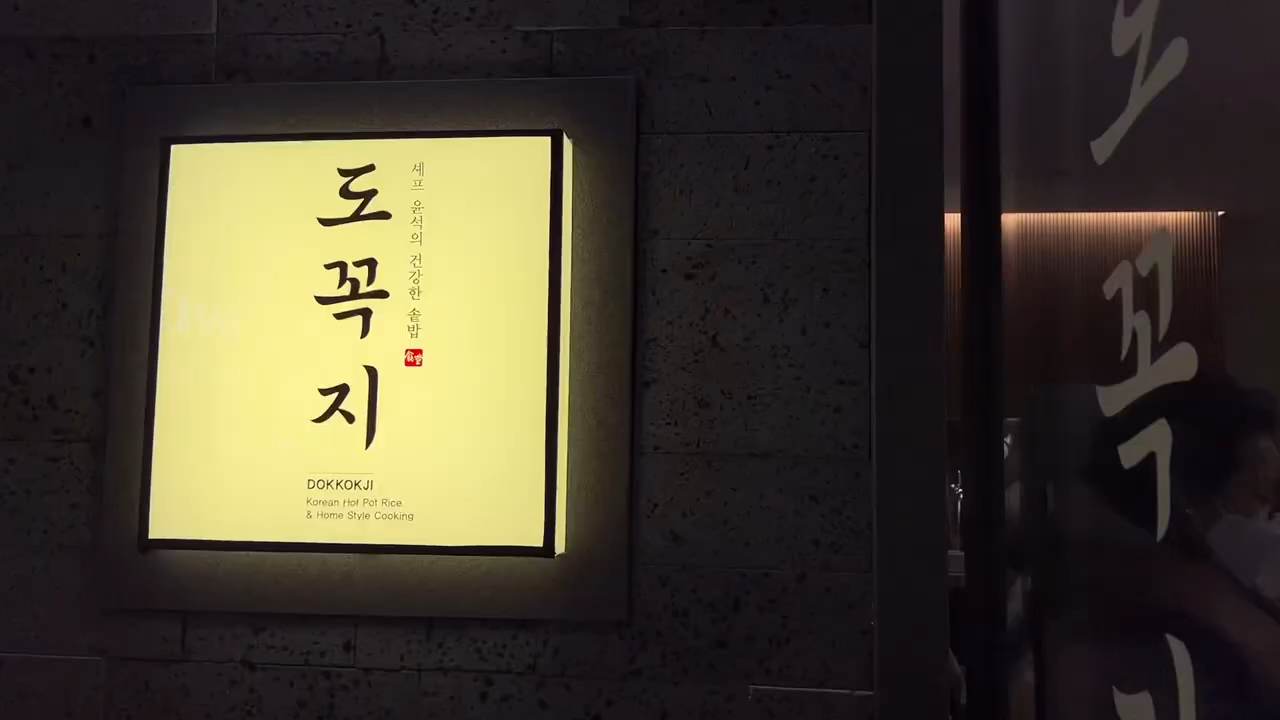 도꼭지
셰프 윤석의 건강한 솥밥
DOKKOKJI
Korean Hot Pot Rice
& Home Style Cooking
도꼭지